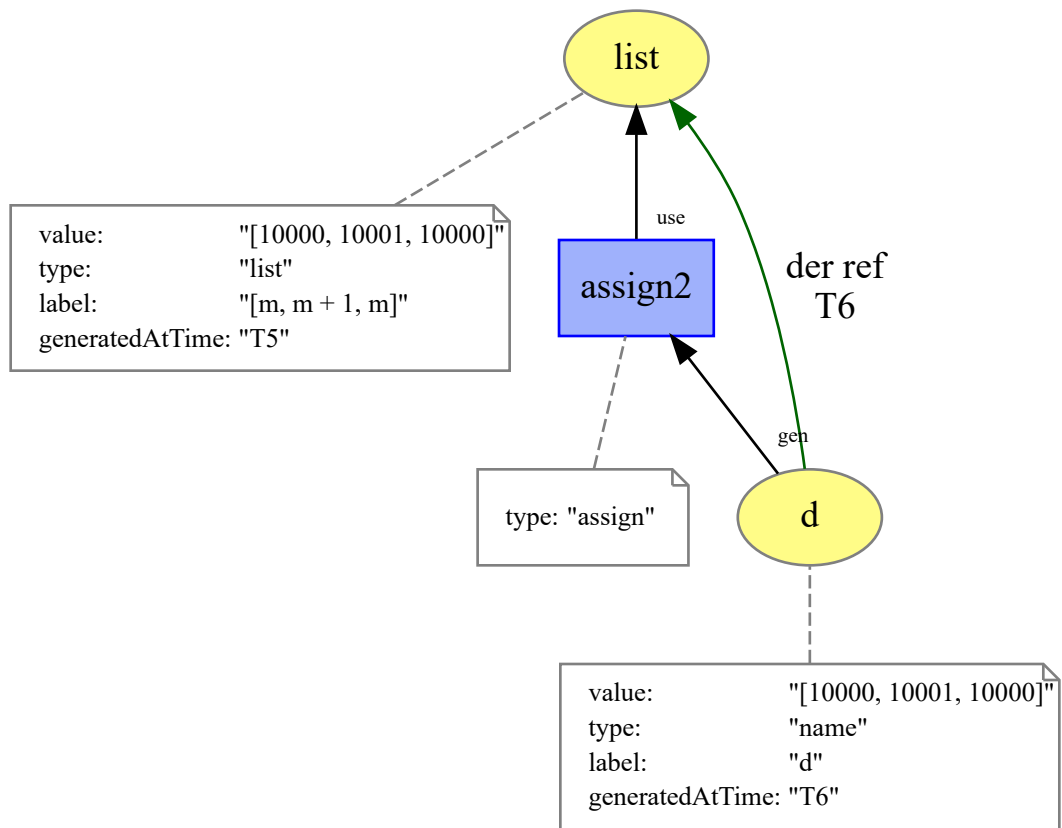 list
value: "[10000, 10001, 10000]"
type: "list"
label: "[m, m + 1, m]"
generatedAtTime: "T5"
use
assign2
der ref
T6
gen
type: "assign"
d
value: "[10000, 10001, 10000]"
type: "name"
label: "d"
generatedAtTime: "T6"